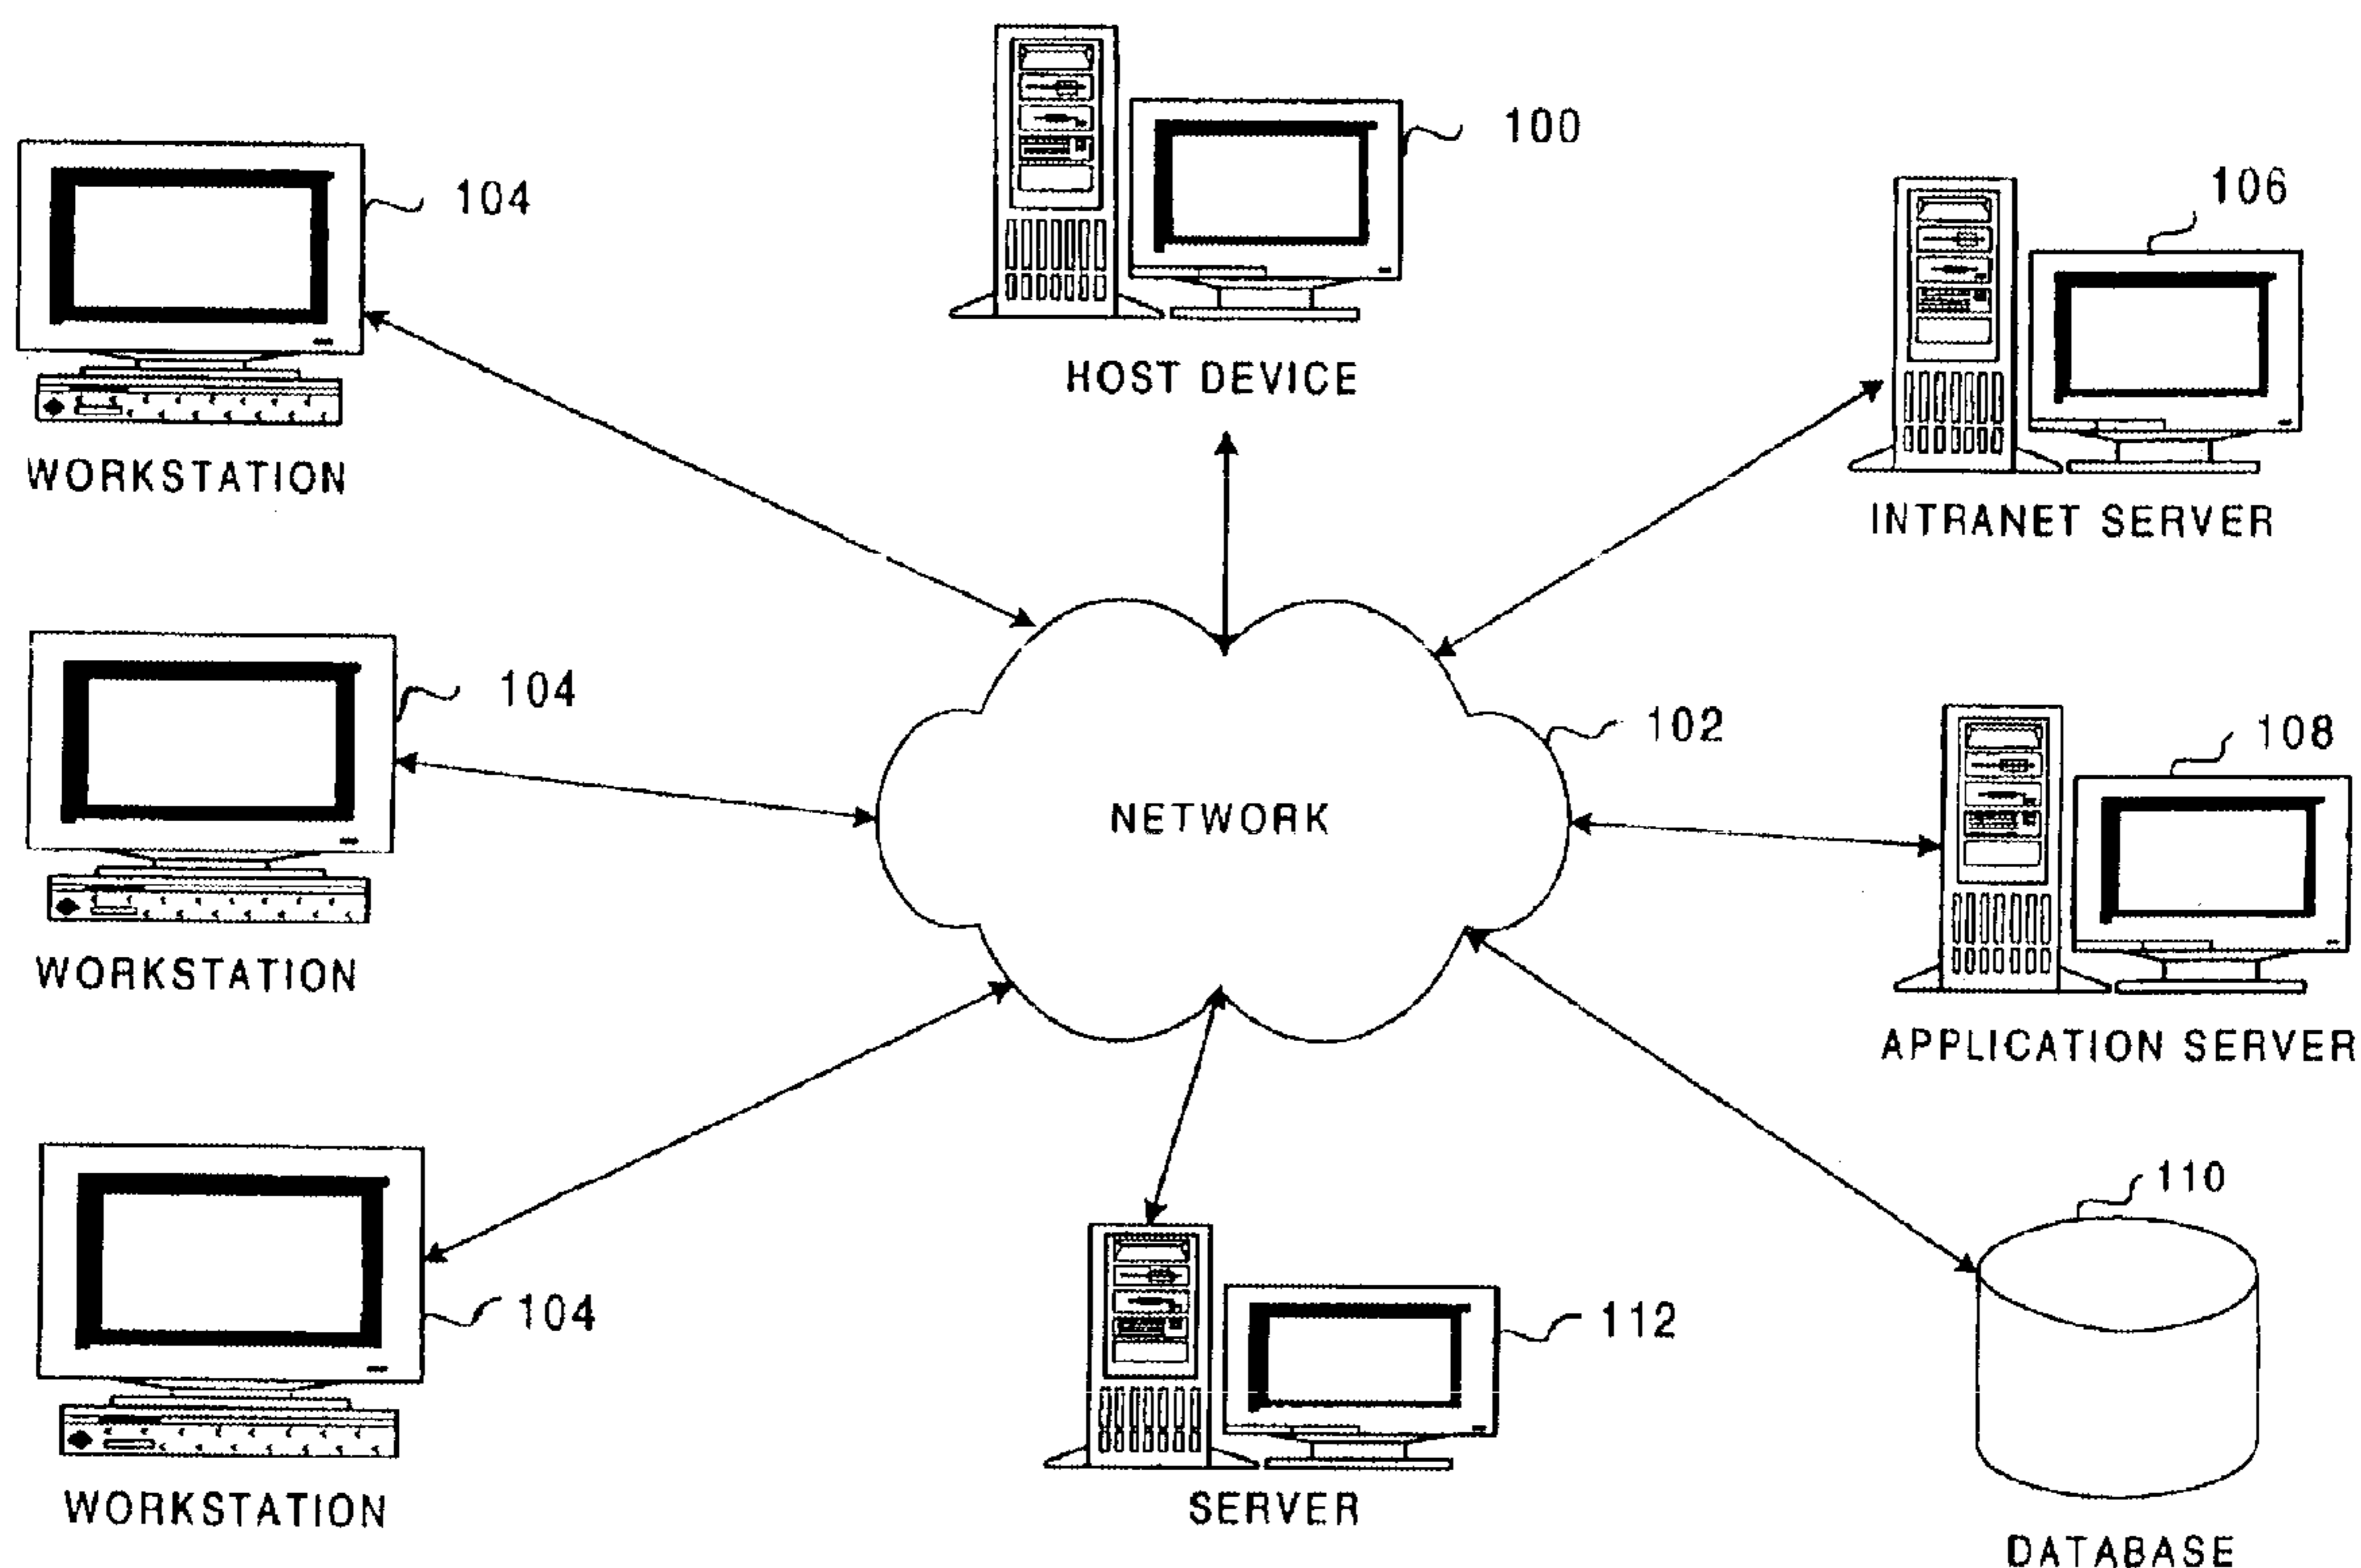 100
HOST DEVICE
104
WORKSTATION
106
INTRANET SERVER
104
WORKSTATION
102
NETWORK
108
APPLICATION SERVER
104
WORKSTATION
112
SERVER
110
DATABASE